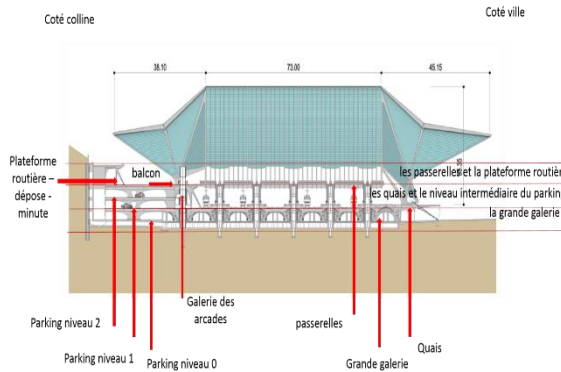 Coté colline
Coté ville
38.10
73.00
45.15
Plateforme
routière –
dépose -
minute
balcon
les passerelles et la plateforme routière
les quais et le niveau intermédiaire du parking
la grande galerie
Galerie des
arcades
passerelles
Parking niveau 2
Parking niveau 1
Parking niveau 0
Grande galerie
Quais